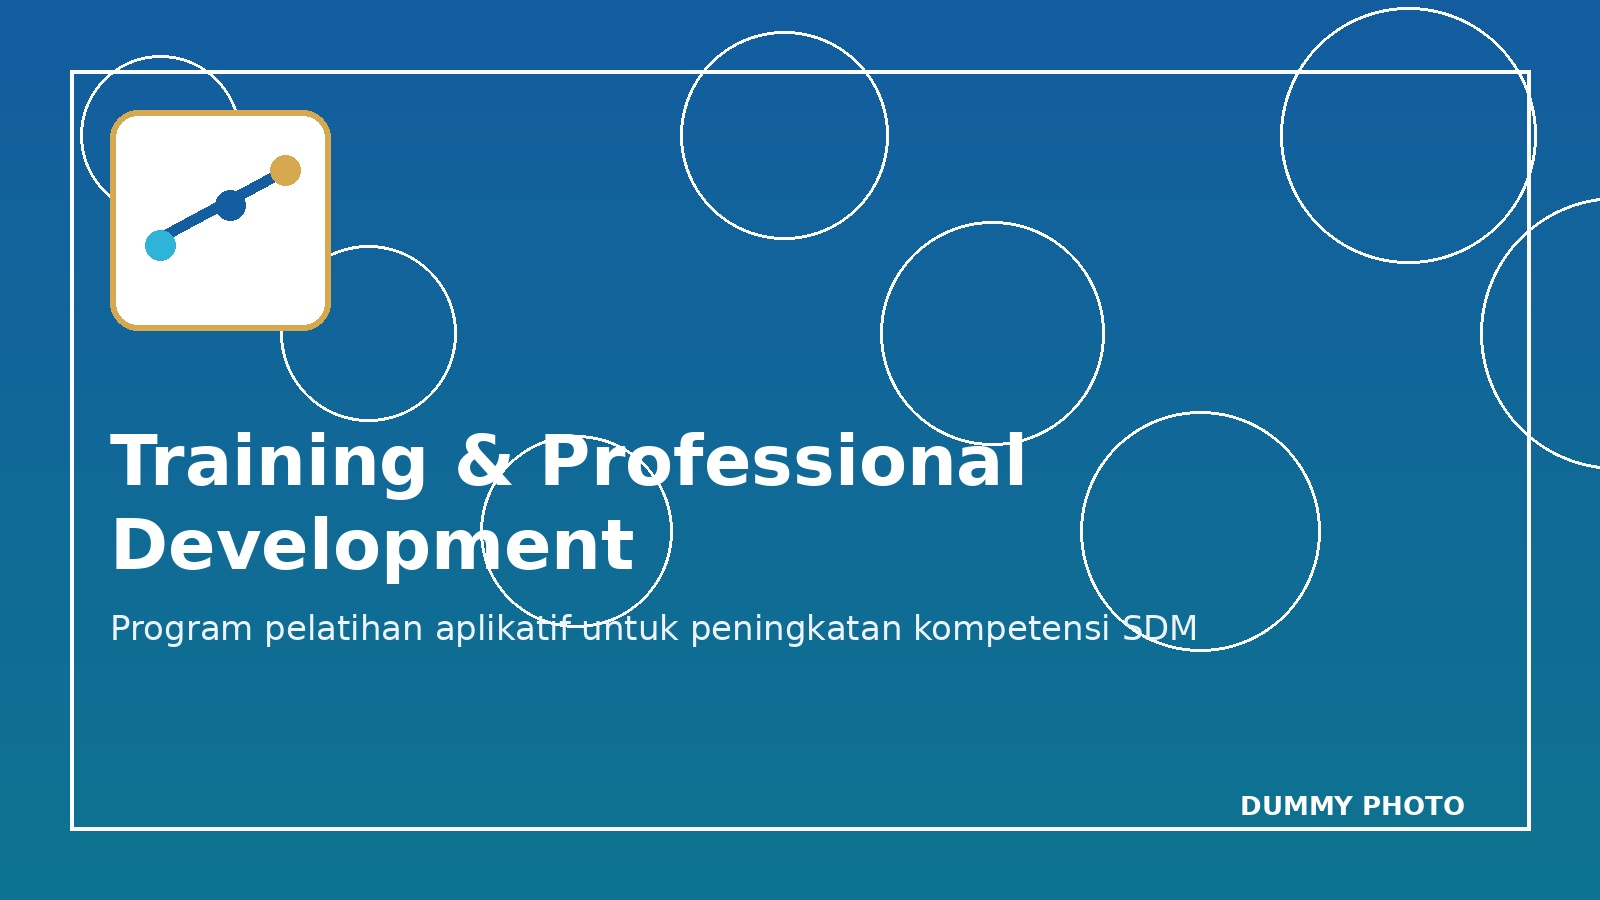 Training & Professional
Development
Program pelatihan aplikatif untuk peningkatan kompetensi SDM
DUMMY PHOTO